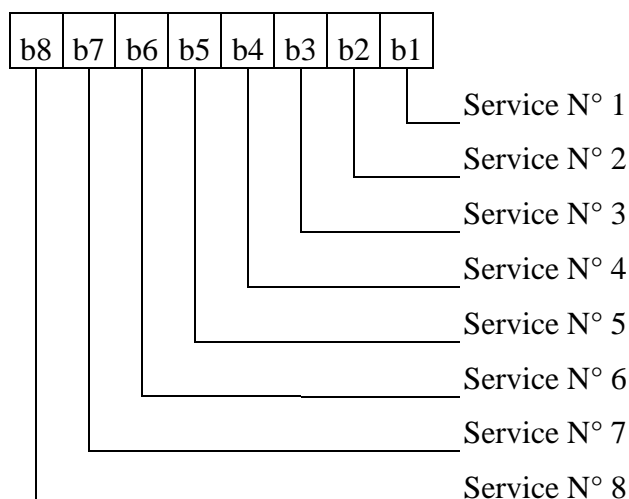 b8 b7 b6 b5 b4 b3 b2 b1
Service N° 1
Service N° 2
Service N° 3
Service N° 4
Service N° 5
Service N° 6
Service N° 7
Service N° 8